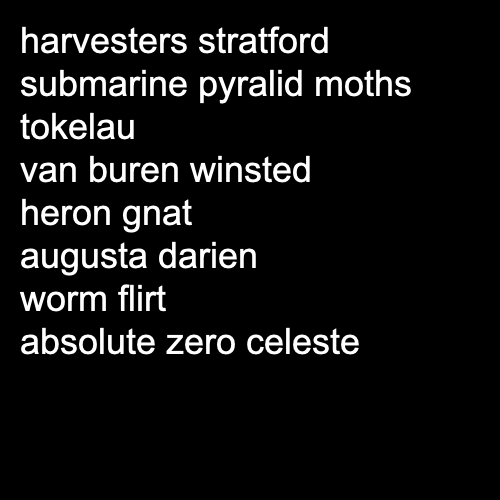 harvesters stratford
submarine pyralid moths
tokelau
van buren winsted
heron gnat
augusta darien
worm flirt
absolute zero celeste